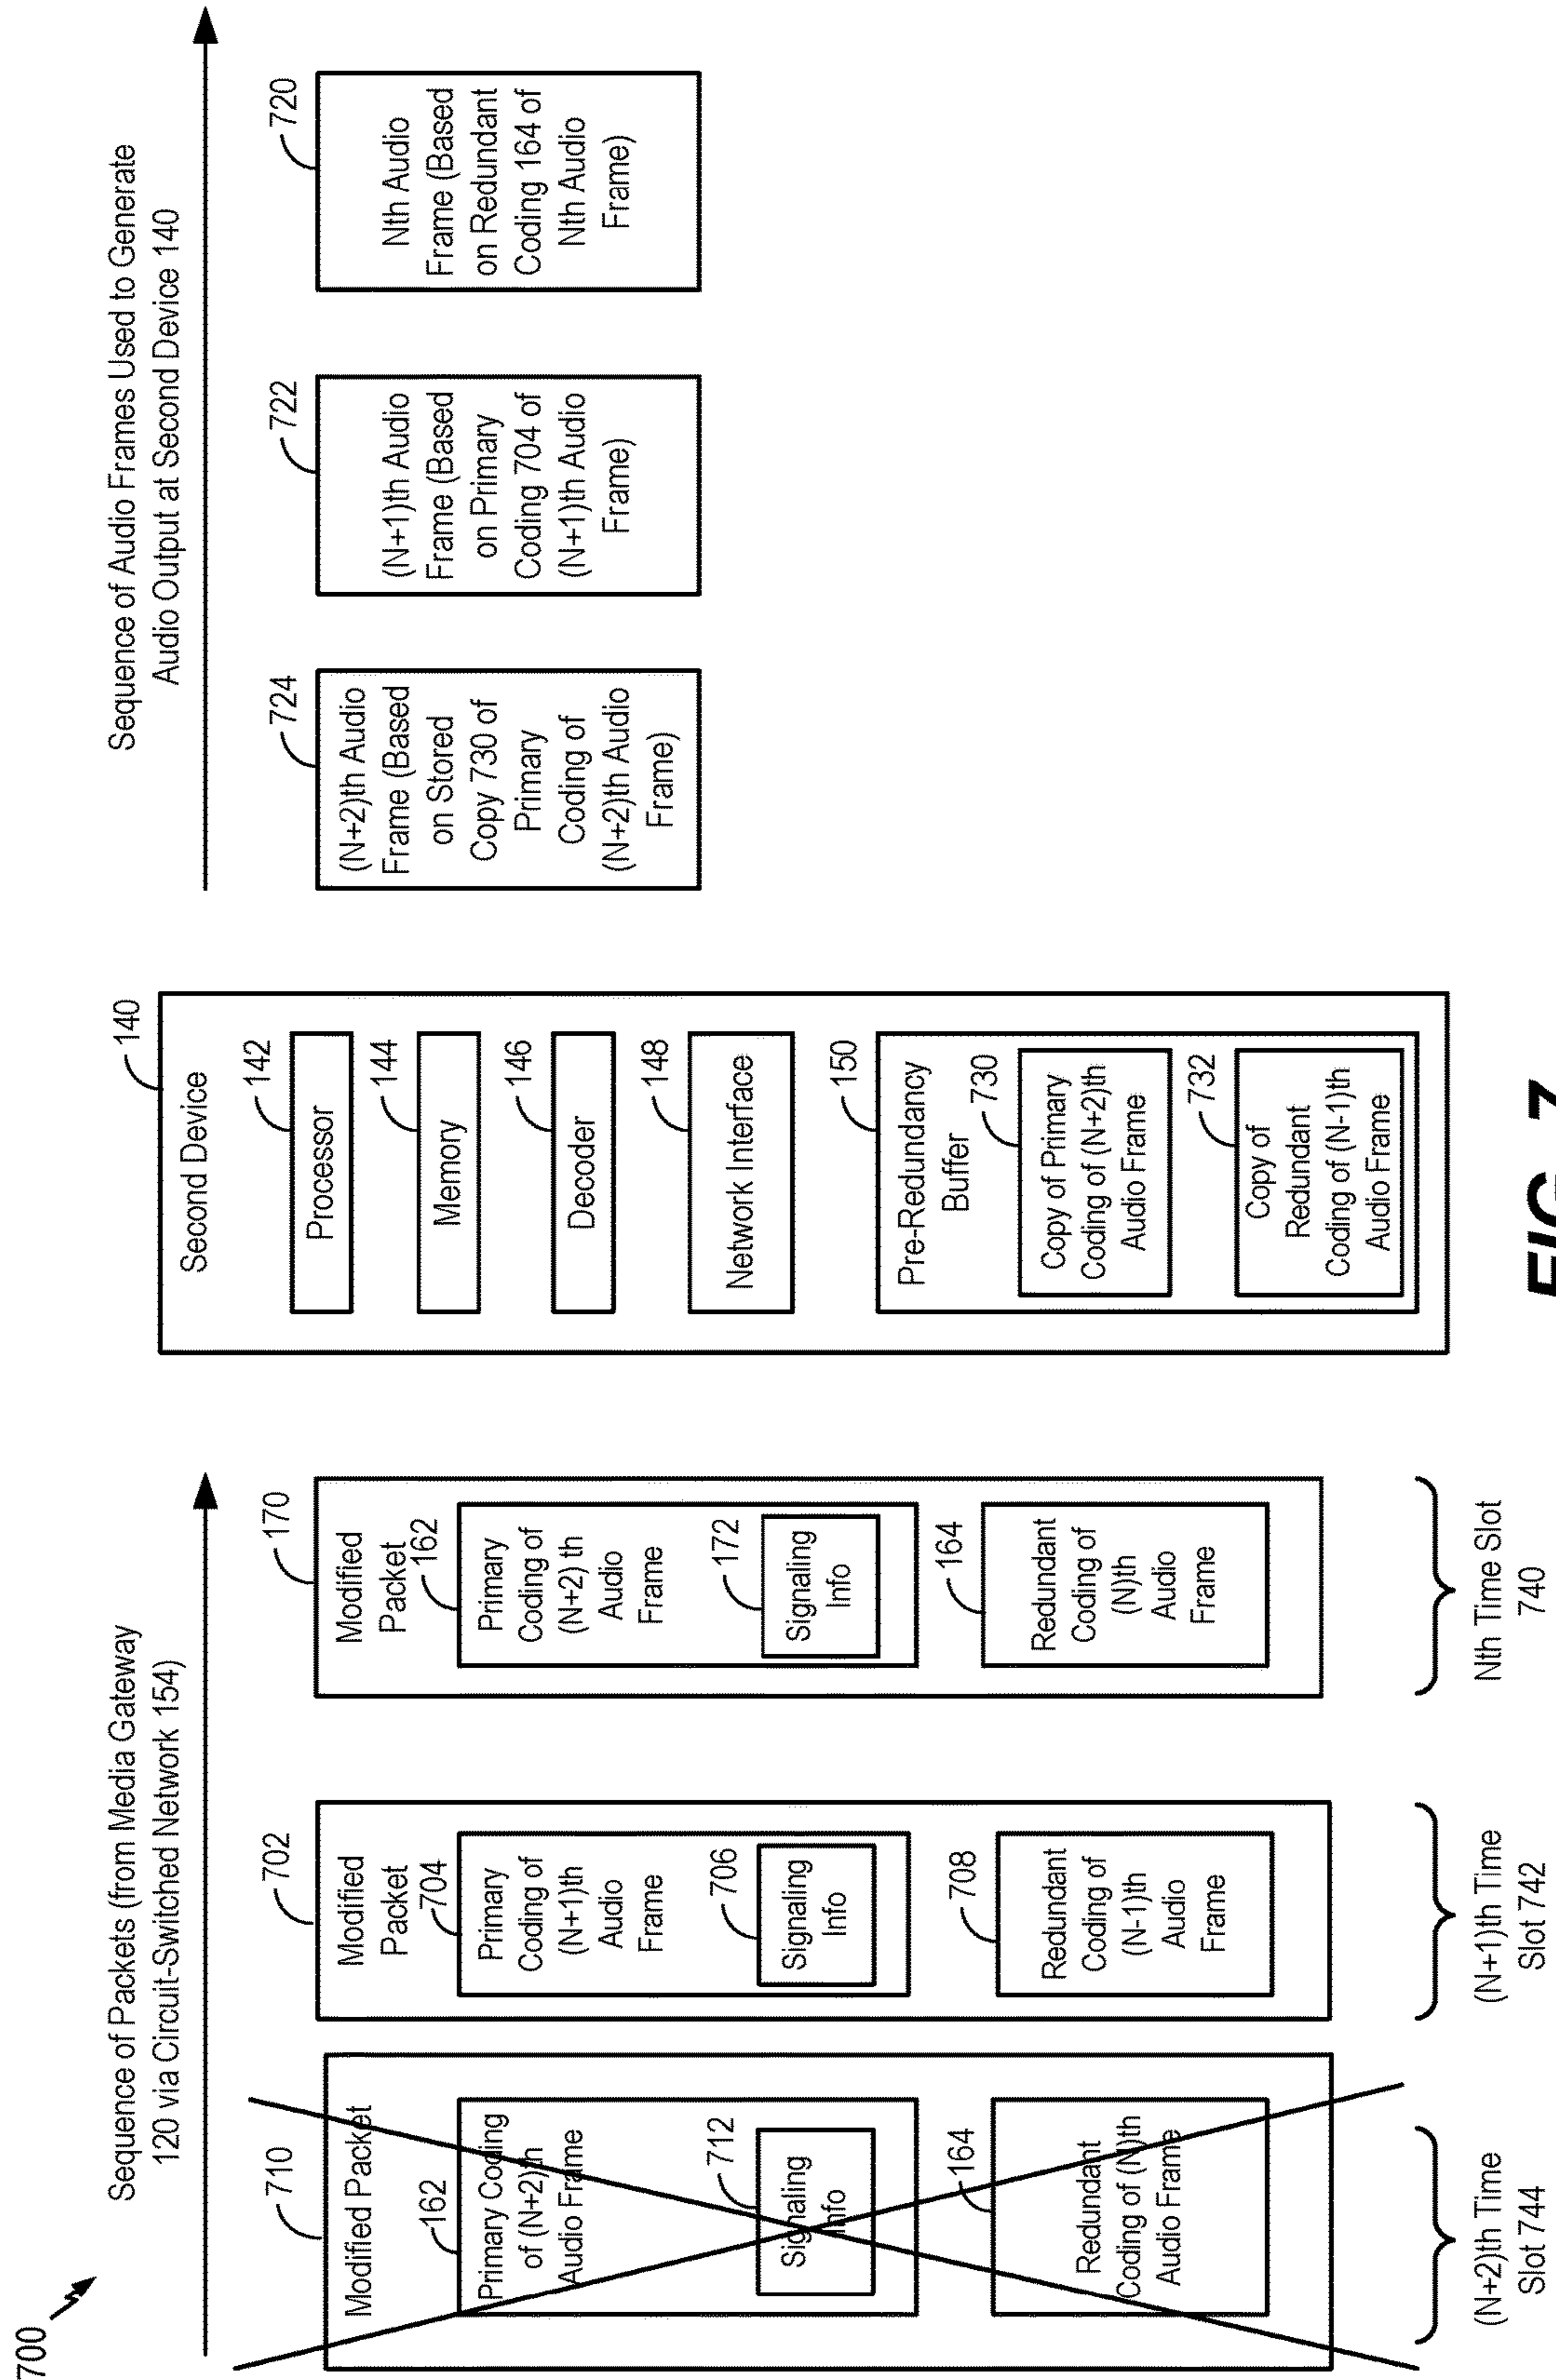 700
Sequence of Packets (from Media Gateway
120 via Circuit-Switched Network 154)
710
Modified Packet
162
Primary Coding
of (N+2)th
Audio Frame
712
Signaling
Info
164
Redundant
Coding of (N)th
Audio Frame
(N+2)th Time
Slot 744
702
Modified
Packet
704
Primary
Coding of
(N+1)th
Audio
Frame
706
Signaling
Info
708
Redundant
Coding of
(N-1)th
Audio
Frame
(N+1)th Time
Slot 742
170
Modified
Packet
162
Primary
Coding of
(N+2) th
Audio
Frame
172
Signaling
Info
164
Redundant
Coding of
(N)th
Audio
Frame
Nth Time Slot
740
140
Second Device
142
Processor
144
Memory
146
Decoder
148
Network Interface
150
Pre-Redundancy
Buffer
730
Copy of Primary
Coding of (N+2)th
Audio Frame
732
Copy of
Redundant
Coding of (N-1)th
Audio Frame
Sequence of Audio Frames Used to Generate
Audio Output at Second Device 140
724
(N+2)th Audio
Frame (Based
on Stored
Copy 730 of
Primary
Coding of
(N+2)th Audio
Frame)
722
(N+1)th Audio
Frame (Based
on Primary
Coding 704 of
(N+1)th Audio
Frame)
720
Nth Audio
Frame (Based
on Redundant
Coding 164 of
Nth Audio
Frame)
FIG. 7